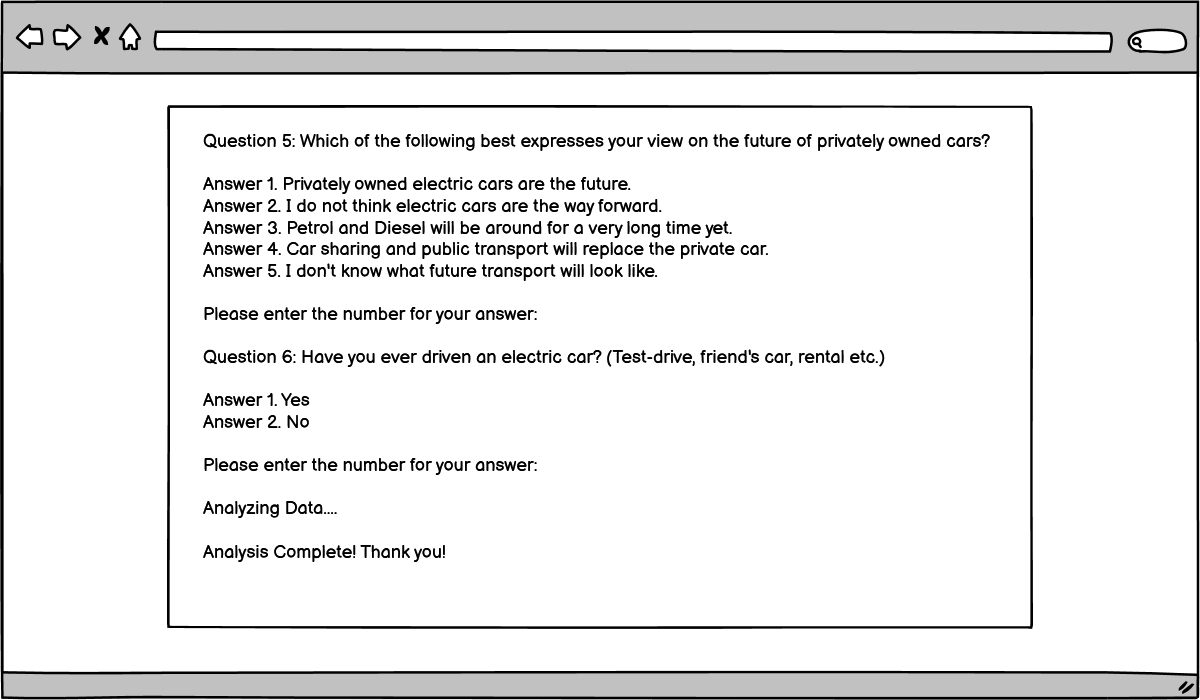 Question 5: Which of the following best expresses your view on the future of privately owned cars?
Answer 1. Privately owned electric cars are the future.
Answer 2. I do not think electric cars are the way forward.
Answer 3. Petrol and Diesel will be around for a very long time yet.
Answer 4. Car sharing and public transport will replace the private car.
Answer 5. I don't know what future transport will look like.
Please enter the number for your answer:
Question 6: Have you ever driven an electric car? (Test-drive, friend's car, rental etc.)
Answer 1. Yes
Answer 2. No
Please enter the number for your answer:
Analyzing Data....
Analysis Complete! Thank you!